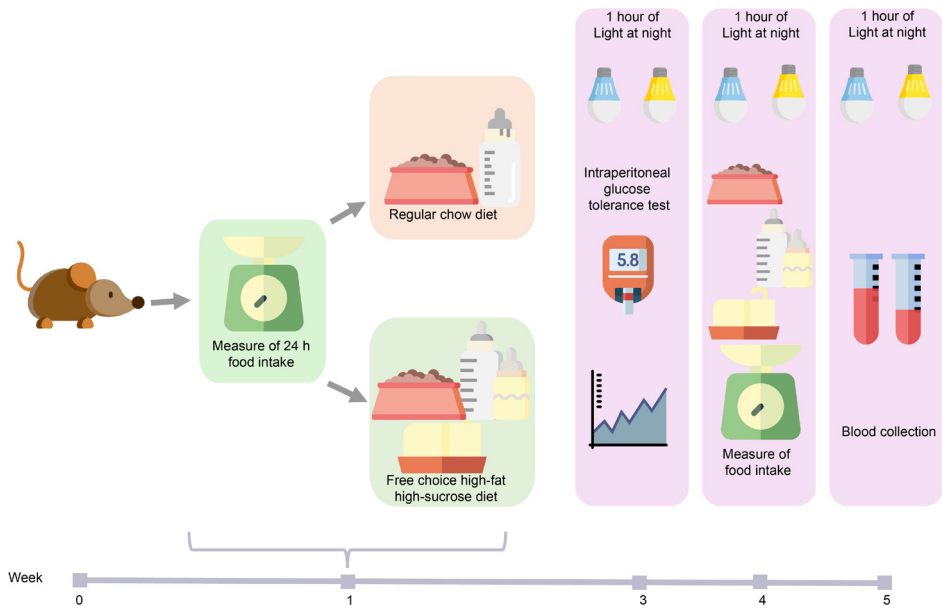 1 hour of
Light at night
1 hour of
Light at night
1 hour of
Light at night
Regular chow diet
Intraperitoneal
glucose
tolerance test
5.8
Measure of 24 h
food intake
Free choice high-fat
high-sucrose diet
Measure of
food intake
Blood collection
Week
0
1
3
4
5